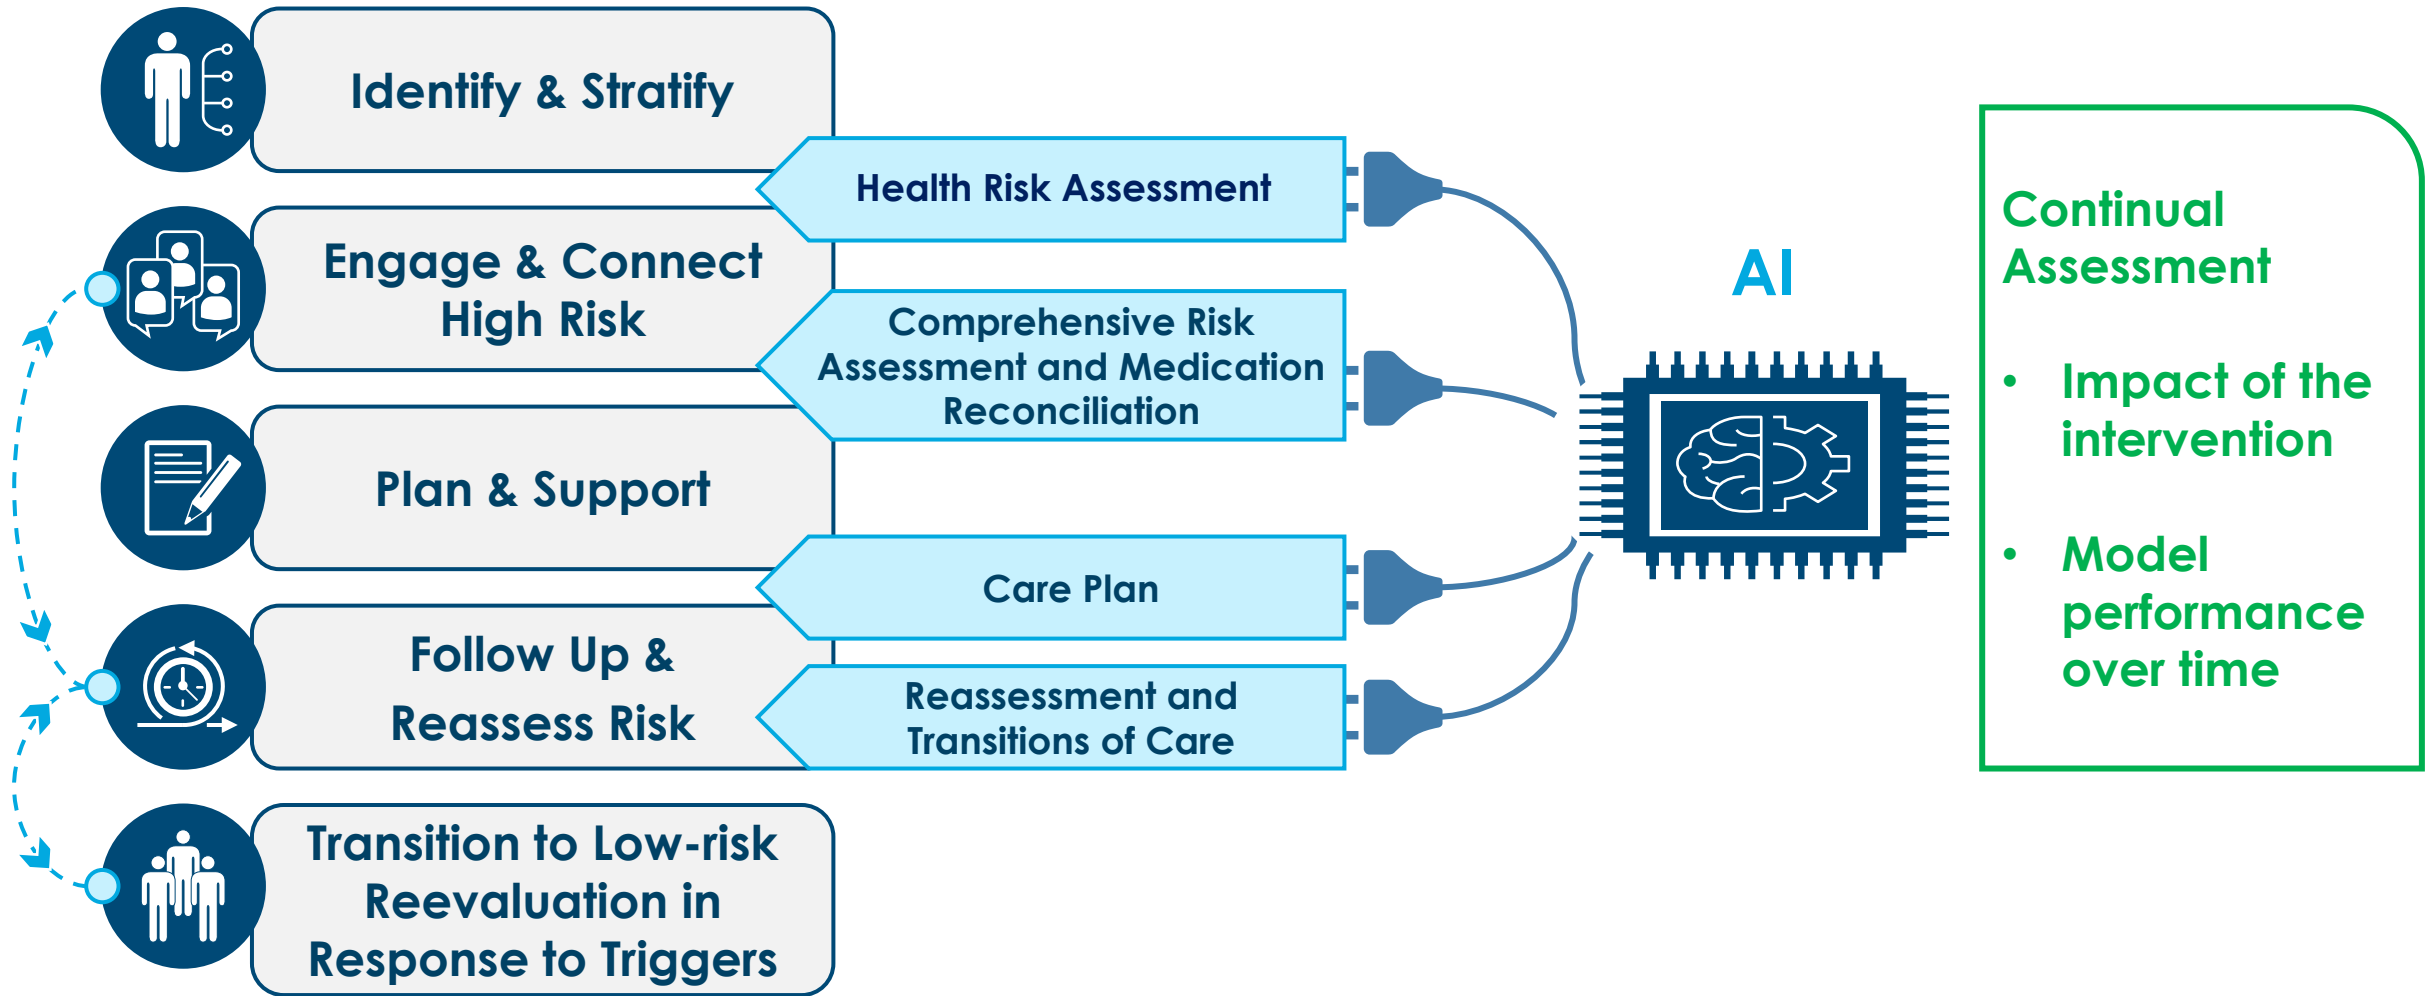 Identify & Stratify
Health Risk Assessment
Engage & Connect
High Risk
Comprehensive Risk
Assessment and Medication
Reconciliation
Plan & Support
Care Plan
Follow Up &
Reassess Risk
Reassessment and
Transitions of Care
Transition to Low-risk
Reevaluation in
Response to Triggers
AI
Continual
Assessment
• Impact of the
intervention
• Model
performance
over time